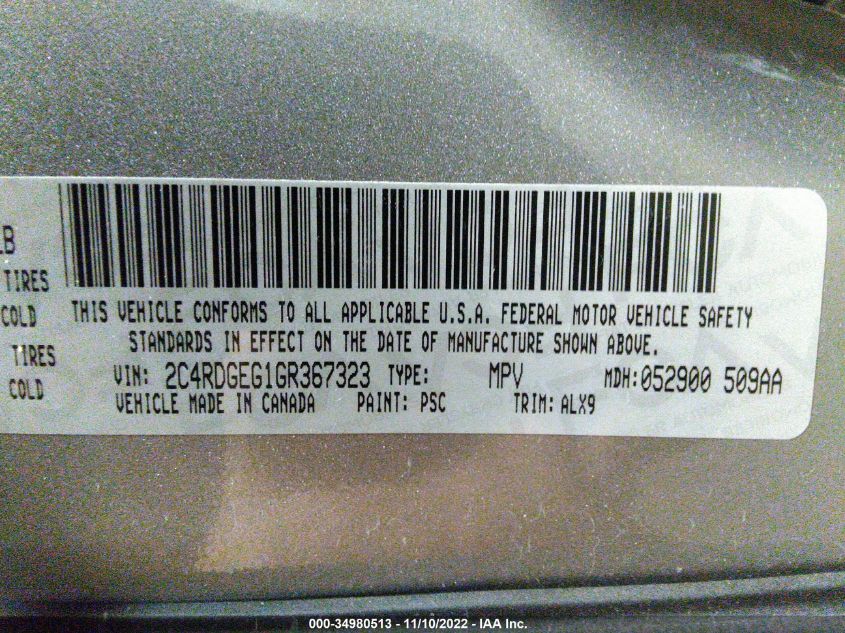 LB
TIRES
COLD
THIS VEHICLE CONFORMS TO ALL APPLICABLE U.S.A. FEDERAL MOTOR VEHICLE SAFETY
STANDARDS IN EFFECT ON THE DATE OF MANUFACTURE SHOWN ABOVE.
TIRES
COLD
VIN: 2C4RDGEG1GR367323 TYPE: MPV MDH:052900 509AA
VEHICLE MADE IN CANADA PAINT: PSC TRIM: ALX9
000-34980513 - 11/10/2022 - IAA Inc.